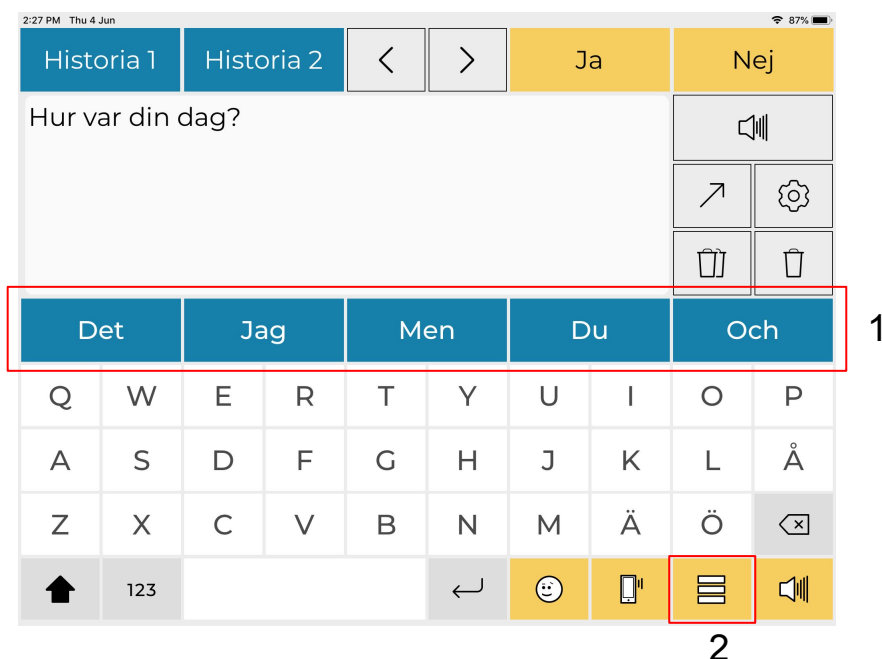 2:27 PM Thu 4 Jun 87%
Historia 1 Historia 2 Ja Nej
Hur var din dag?
Det Jag Men Du Och 1
Q W E R T Y U I O P
A S D F G H J K L Å
Z X C V B N M Ä Ö
123
2